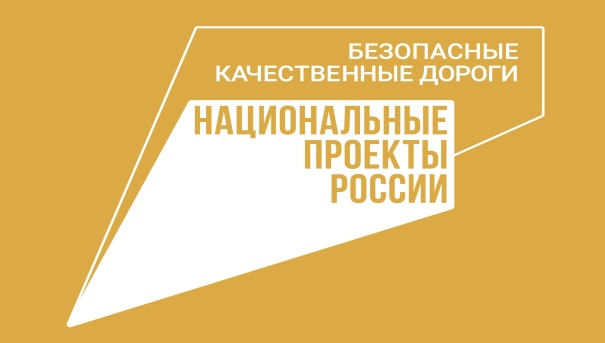 БЕЗОПАСНЫЕ
КАЧЕСТВЕННЫЕ ДОРОГИ
НАЦИОНАЛЬНЫЕ
ПРОЕКТЫ
РОССИИ